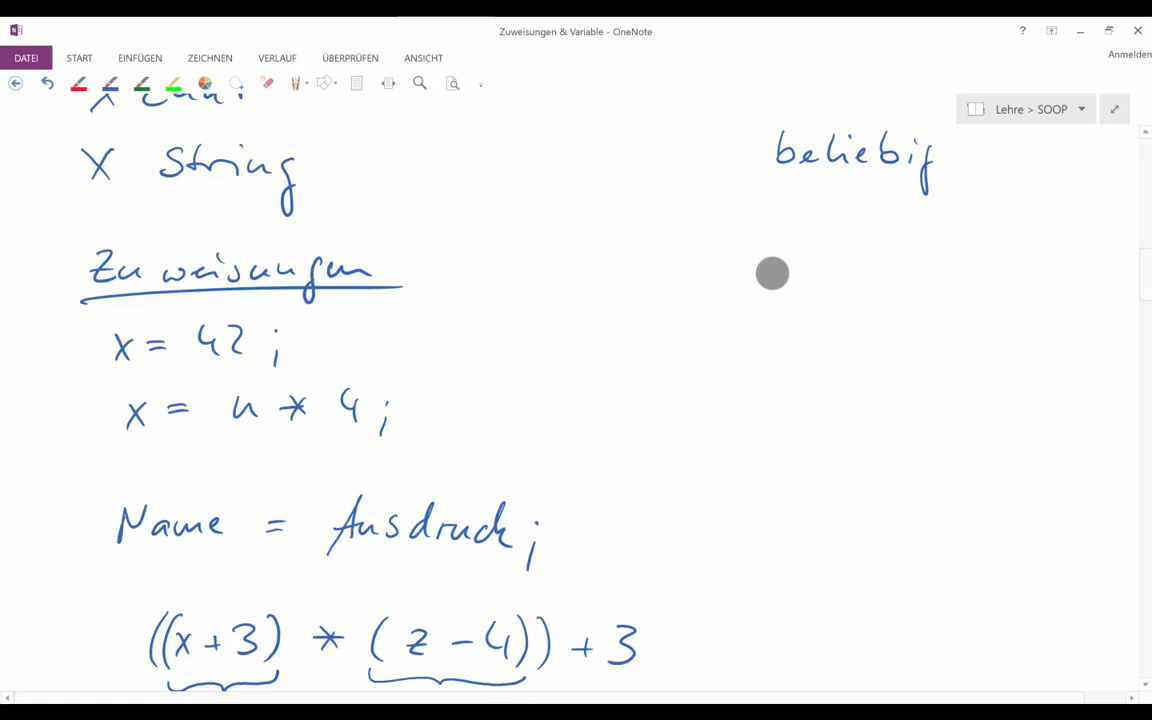 Zuweisungen & Variable - OneNote
?
DATEI START EINFÜGEN ZEICHNEN VERLAUF ÜBERPRÜFEN ANSICHT
Anmelden
Lehre > SOOP
X String
beliebig
Zuweisungen
x = 42 ;
x = u * 4 ;
Name = Ausdruck ;
((x + 3) * (z - 4)) + 3